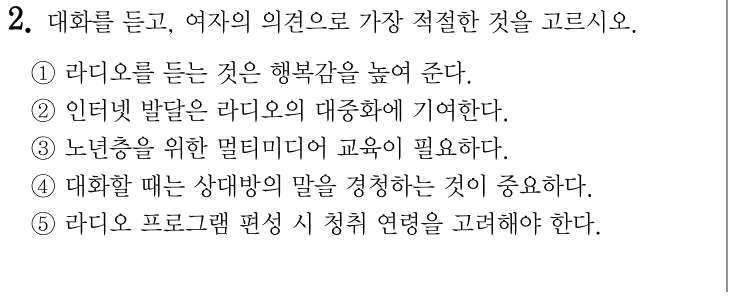 2. 대화를 듣고, 여자의 의견으로 가장 적절한 것을 고르시오.
① 라디오를 듣는 것은 행복감을 높여 준다.
② 인터넷 발달은 라디오의 대중화에 기여한다.
③ 노년층을 위한 멀티미디어 교육이 필요하다.
④ 대화할 때는 상대방의 말을 경청하는 것이 중요하다.
⑤ 라디오 프로그램 편성 시 청취 연령을 고려해야 한다.